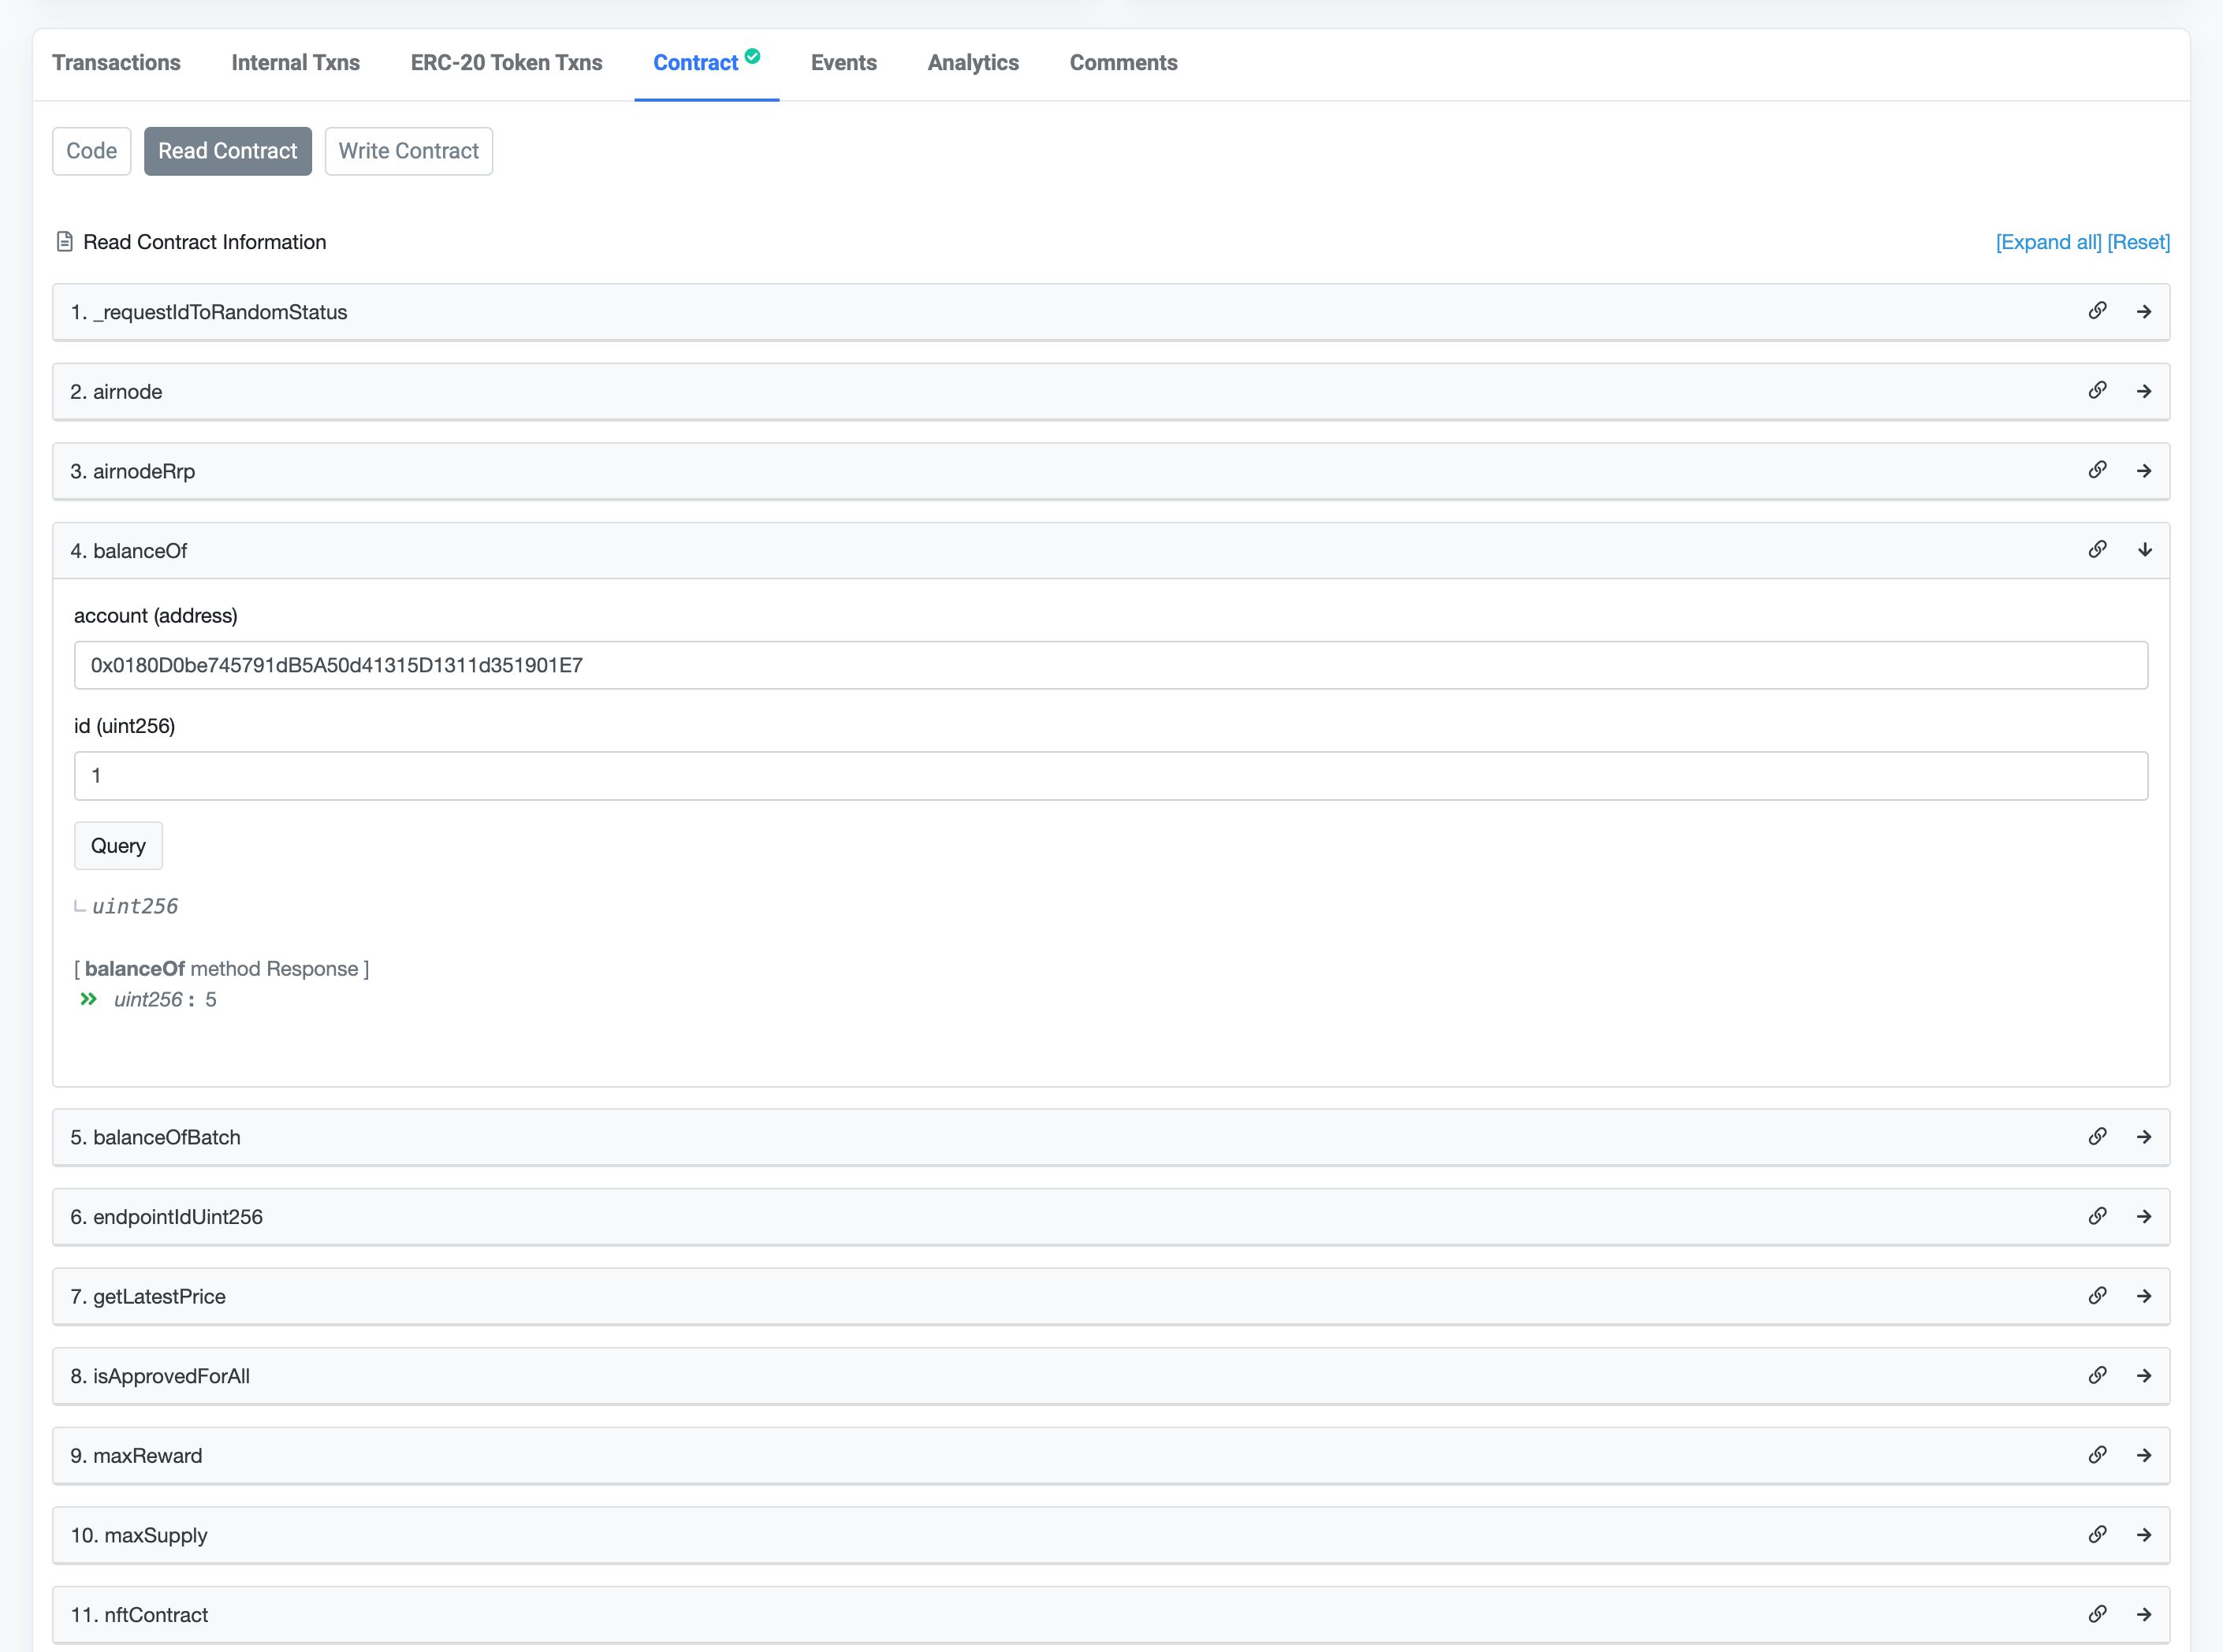 Transactions Internal Txns ERC-20 Token Txns Contract Events Analytics Comments
Code Read Contract Write Contract
Read Contract Information [Expand all] [Reset]
1. _requestIdToRandomStatus
2. airnode
3. airnodeRrp
4. balanceOf
account (address)
0x0180D0be745791dB5A50d41315D1311d351901E7
id (uint256)
1
Query
uint256
[ balanceOf method Response ]
uint256 : 5
5. balanceOfBatch
6. endpointIdUint256
7. getLatestPrice
8. isApprovedForAll
9. maxReward
10. maxSupply
11. nftContract